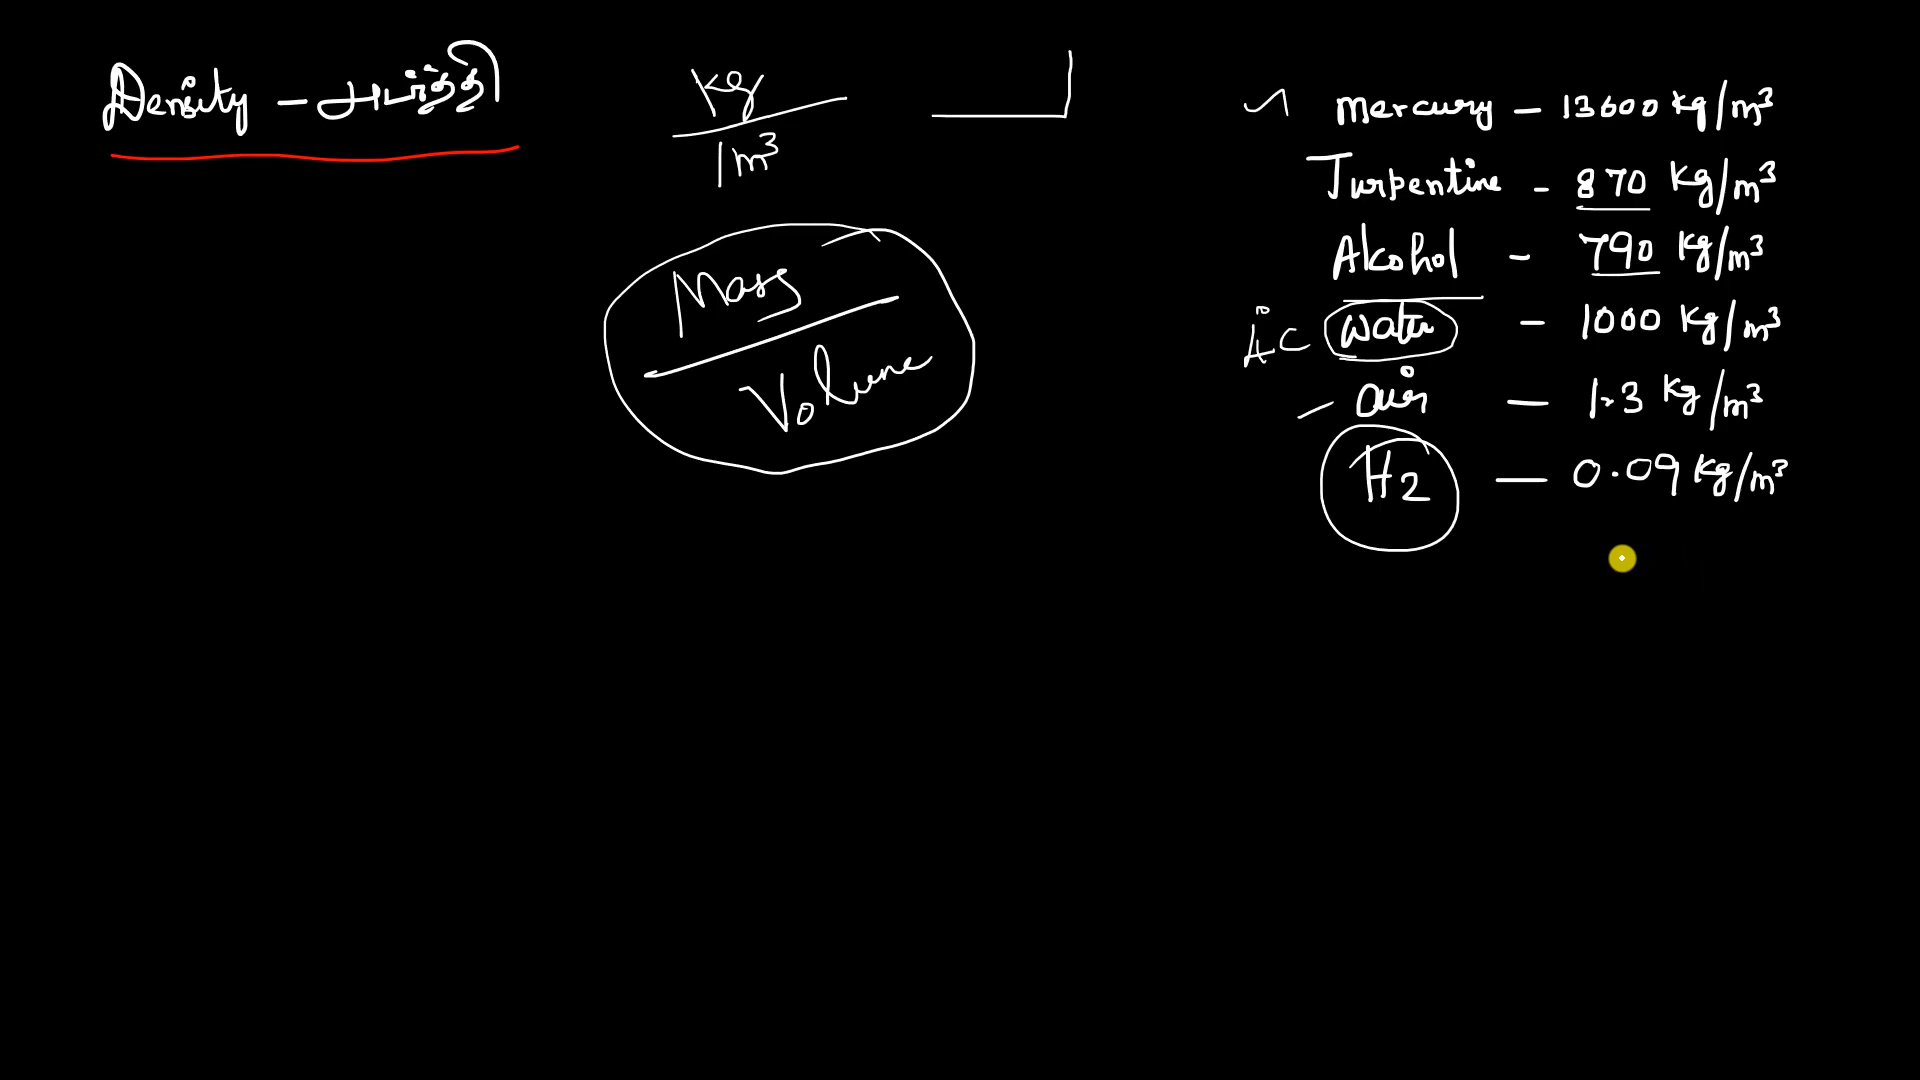 Density - அடர்த்தி
Kg
1m³
Mass
Volume
Mercury - 13600 kg/m³
Turpentine - 870 Kg/m³
Alcohol - 790 Kg/m³
4°C Water - 1000 Kg/m³
air - 1.3 Kg/m³
H2 - 0.09 Kg/m³